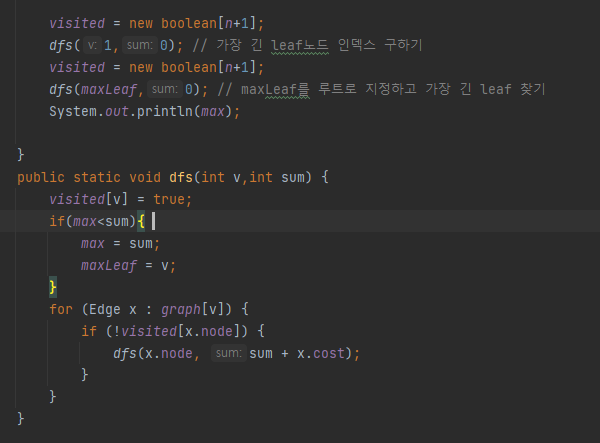 visited = new boolean[n+1];
dfs( v: 1, sum: 0); // 가장 긴 leaf노드 인덱스 구하기
visited = new boolean[n+1];
dfs(maxLeaf, sum: 0); // maxLeaf를 루트로 지정하고 가장 긴 leaf 찾기
System.out.println(max);
}
public static void dfs(int v,int sum) {
visited[v] = true;
if(max<sum){
max = sum;
maxLeaf = v;
}
for (Edge x : graph[v]) {
if (!visited[x.node]) {
dfs(x.node, sum: sum + x.cost);
}
}
}